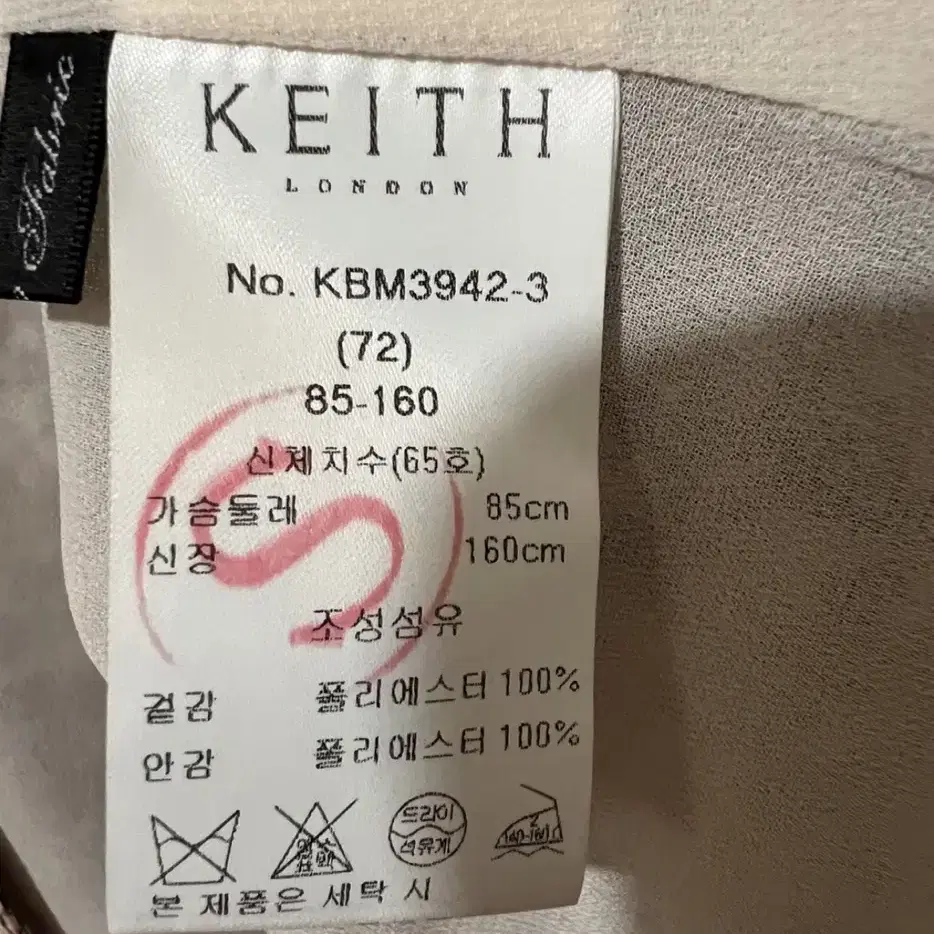 Fabric
KEITH
LONDON
No. KBM3942-3
(72)
85-160
신체치수(65호)
가슴둘레 85cm
신장 160cm
S
조성섬유
겉감 폴리에스터 100%
안감 폴리에스터 100%
드라이
석유계
2
본 제품은 세탁 시